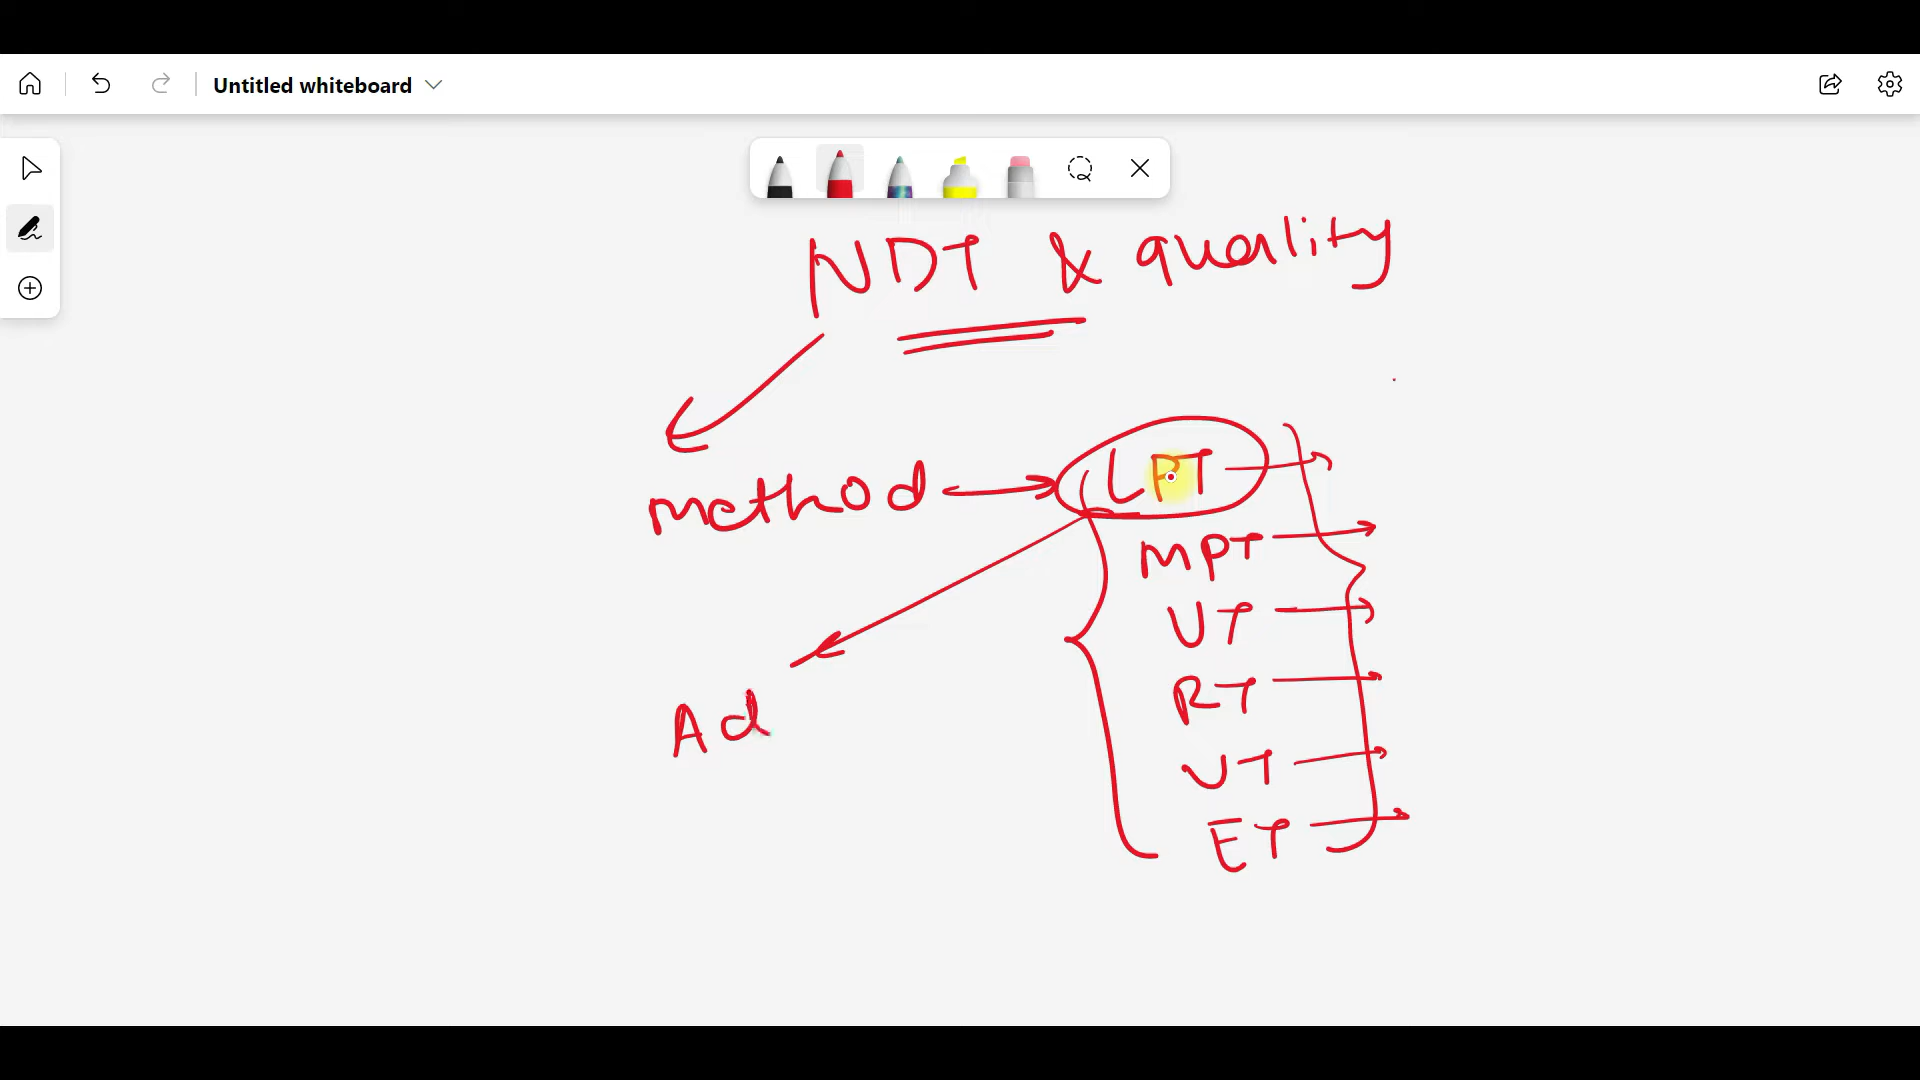 Untitled whiteboard
NDT & quality
method
LPT
MPT
UT
RT
VT
ET
Ad